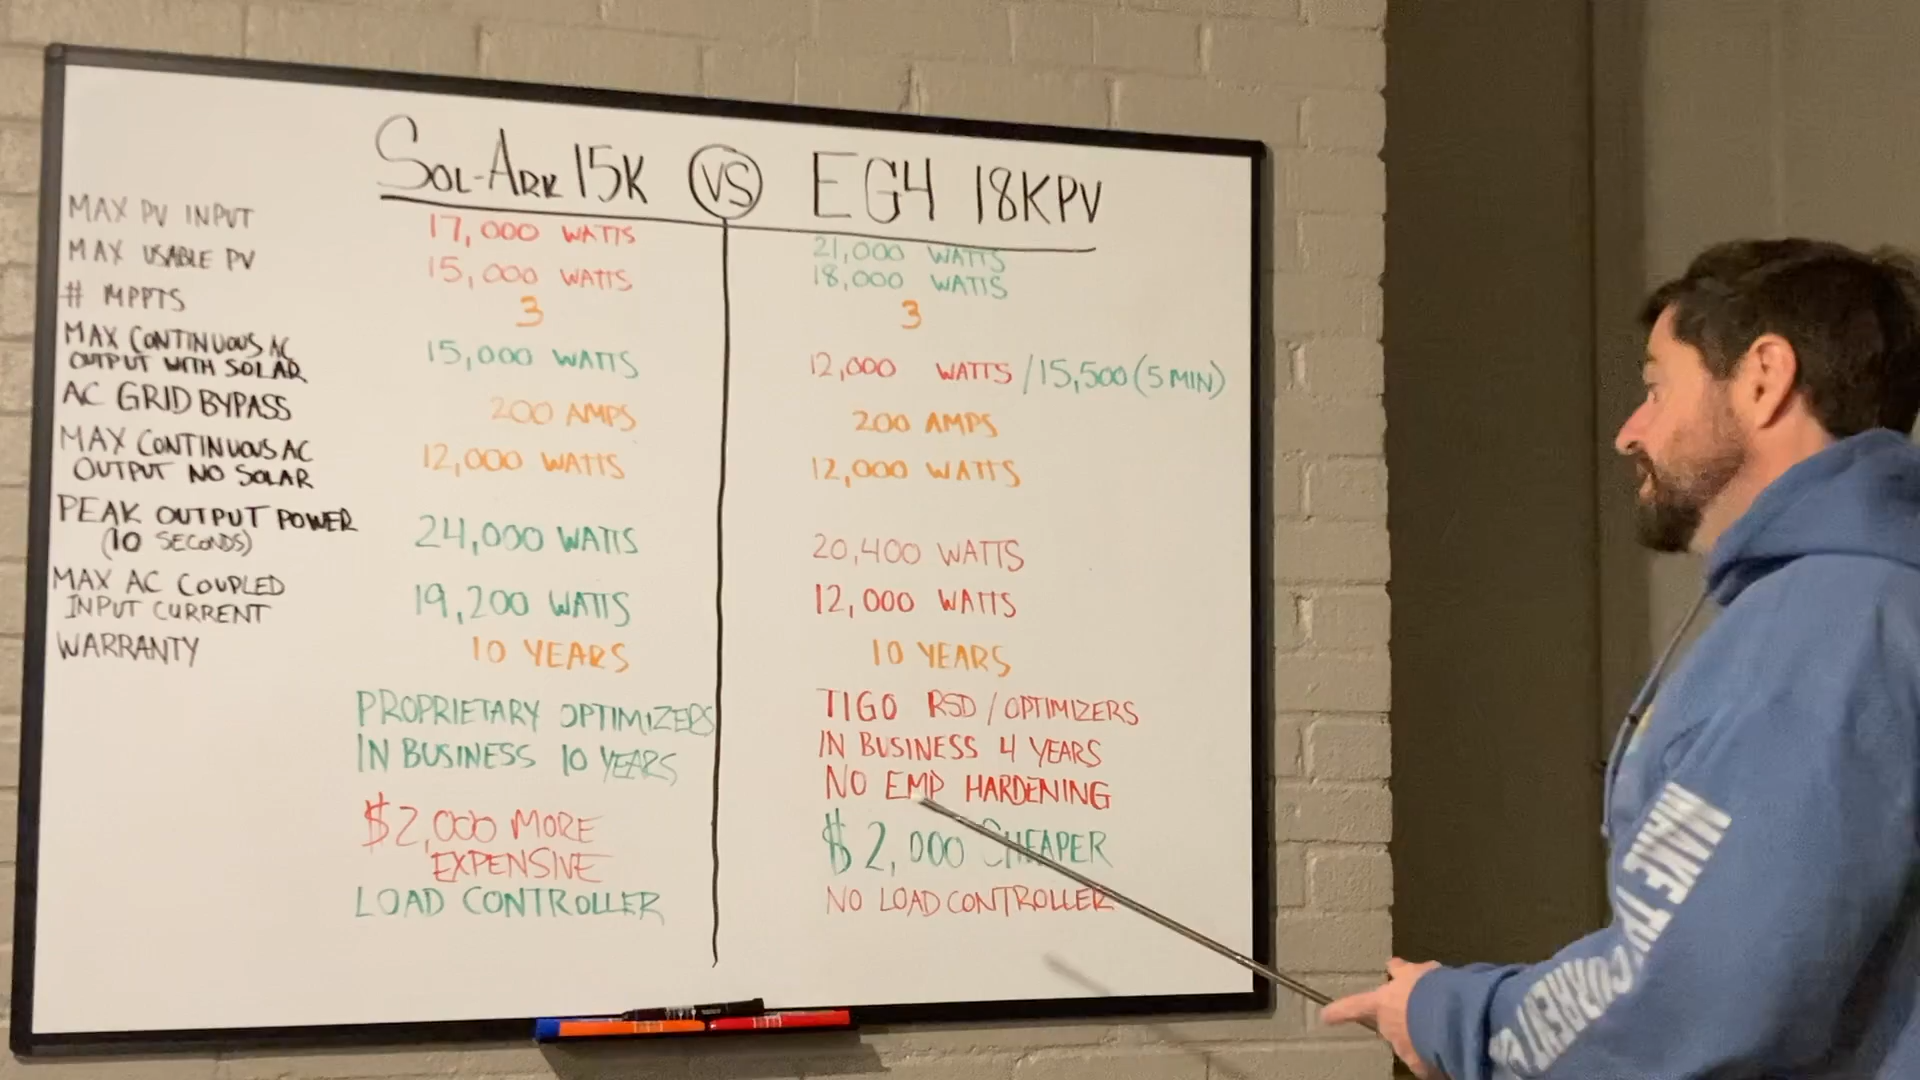 SOL-ARK 15K VS EG4 18KPV
MAX PV INPUT 17,000 WATTS 21,000 WATTS
MAX USABLE PV 15,000 WATTS 18,000 WATTS
# MPPTS 3 3
MAX CONTINUOUS AC
OUTPUT WITH SOLAR 15,000 WATTS 12,000 WATTS / 15,500 (5 MIN)
AC GRID BYPASS 200 AMPS 200 AMPS
MAX CONTINUOUS AC
OUTPUT NO SOLAR 12,000 WATTS 12,000 WATTS
PEAK OUTPUT POWER
(10 SECONDS) 24,000 WATTS 20,400 WATTS
MAX AC COUPLED
INPUT CURRENT 19,200 WATTS 12,000 WATTS
WARRANTY 10 YEARS 10 YEARS
PROPRIETARY OPTIMIZERS TIGO RSD / OPTIMIZERS
IN BUSINESS 10 YEARS IN BUSINESS 4 YEARS
NO EMP HARDENING
$2,000 MORE
EXPENSIVE
$2,000 CHEAPER
LOAD CONTROLLER NO LOAD CONTROLLER
MAKE THE
CURRENT